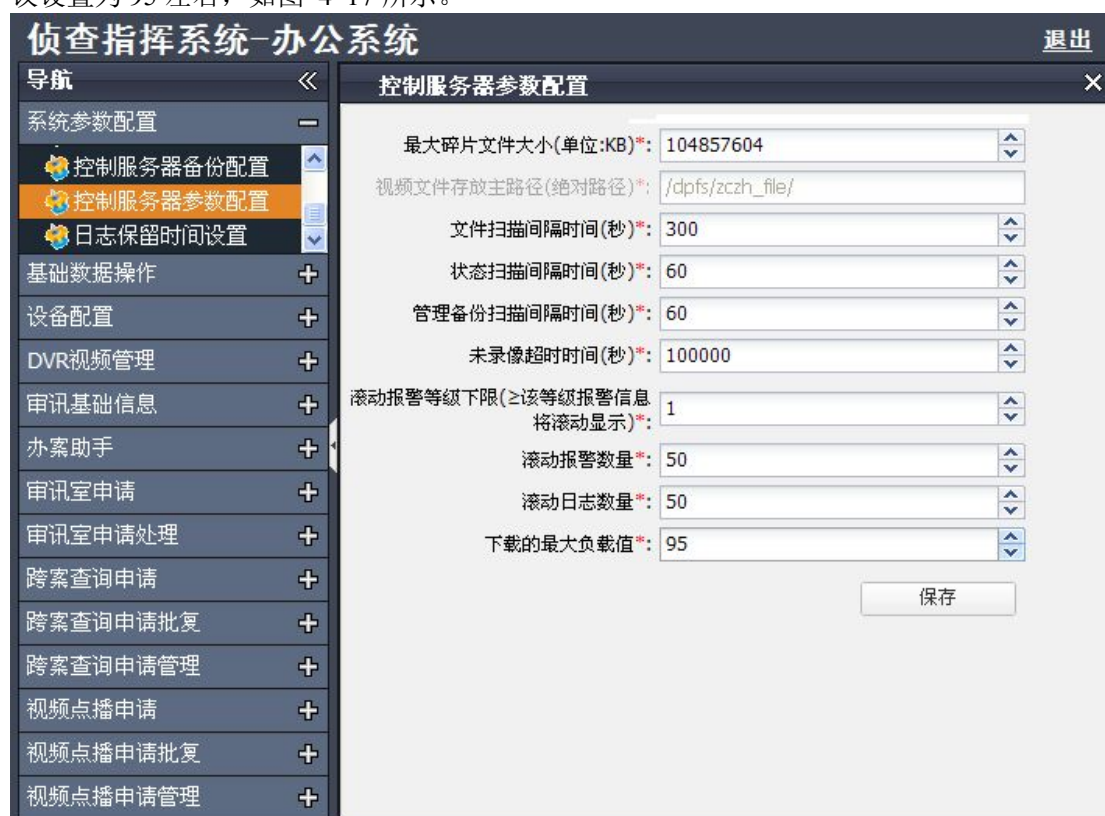 议设置为 95 左右，如图 4-17 所示。
侦查指挥系统-办公系统
退出
导航
控制服务器参数配置
系统参数配置
控制服务器备份配置
控制服务器参数配置
日志保留时间设置
基础数据操作
设备配置
DVR视频管理
审讯基础信息
办案助手
审讯室申请
审讯室申请处理
跨案查询申请
跨案查询申请批复
跨案查询申请管理
视频点播申请
视频点播申请批复
视频点播申请管理
最大碎片文件大小(单位:KB)*: 104857604
视频文件存放主路径(绝对路径)*: /dpfs/zczh_file/
文件扫描间隔时间(秒)*: 300
状态扫描间隔时间(秒)*: 60
管理备份扫描间隔时间(秒)*: 60
未录像超时时间(秒)*: 100000
滚动报警等级下限(≥该等级报警信息
将滚动显示)*: 1
滚动报警数量*: 50
滚动日志数量*: 50
下载的最大负载值*: 95
保存